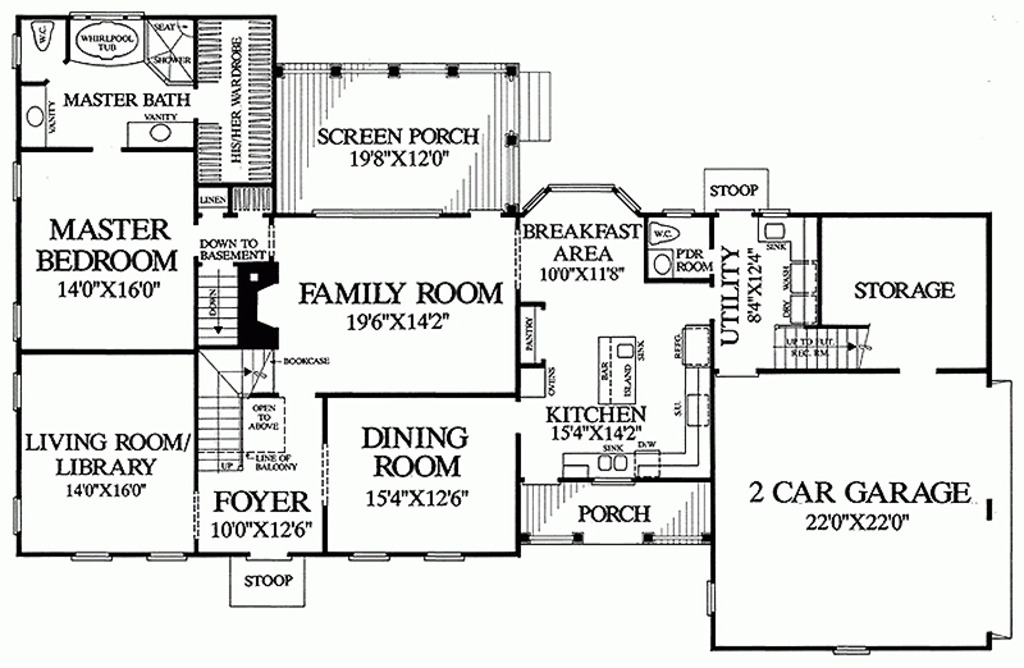 W.C.
WHIRLPOOL
TUB
SEAT
SHOWER
MASTER BATH
VANITY
VANITY
HIS/HER WARDROBE
SCREEN PORCH
19'8"X12'0"
LINEN
STOOP
MASTER
BEDROOM
14'0"X16'0"
DOWN TO
BASEMENT
DOWN
FAMILY ROOM
19'6"X14'2"
BREAKFAST
AREA
10'0"X11'8"
W.C.
P'DR
ROOM
UTILITY
8'4"X12'4"
SINK
WASH
DRY
STORAGE
UP TO FUT.
REC. RM.
PANTRY
OVENS
BAR
ISLAND
SINK
REFG.
S.U.
KITCHEN
15'4"X14'2"
SINK
D/W
BOOKCASE
OPEN
TO
ABOVE
LINE OF
BALCONY
UP
LIVING ROOM/
LIBRARY
14'0"X16'0"
FOYER
10'0"X12'6"
DINING
ROOM
15'4"X12'6"
PORCH
2 CAR GARAGE
22'0"X22'0"
STOOP